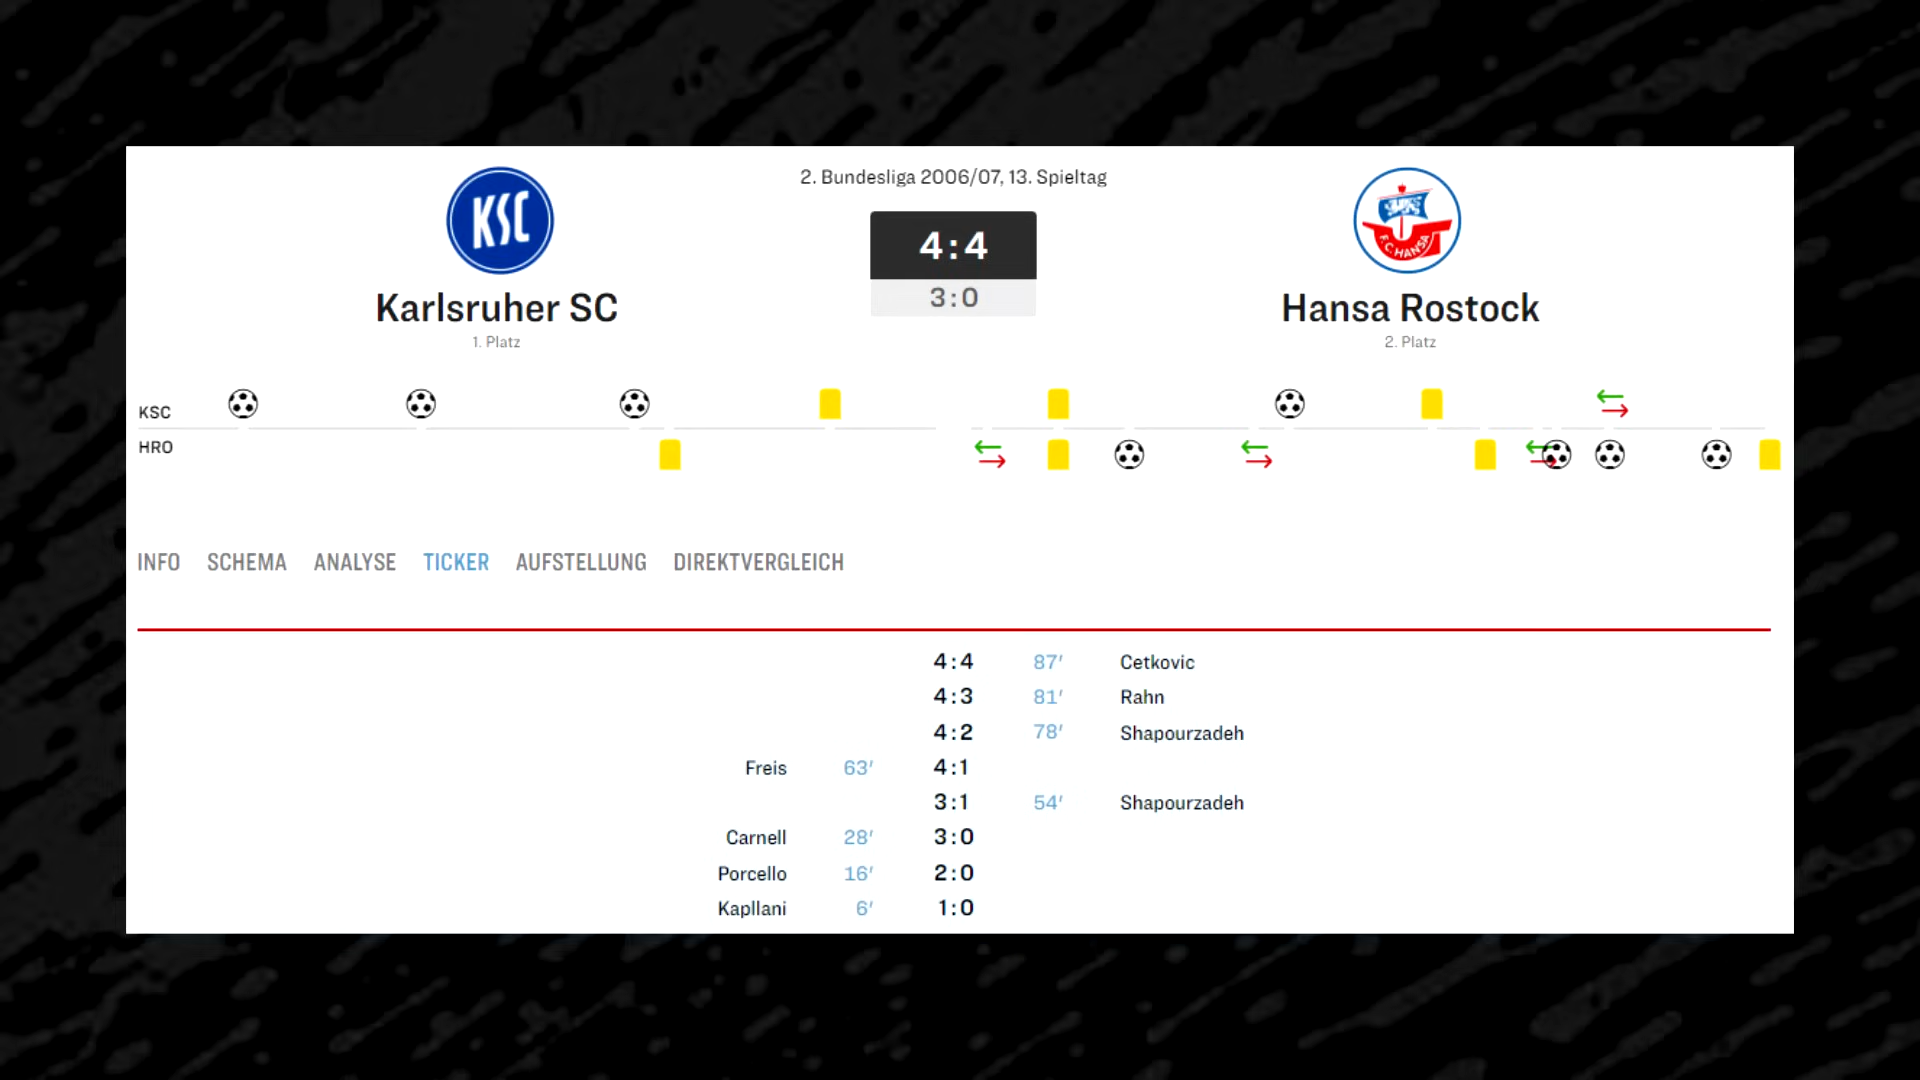 2. Bundesliga 2006/07, 13. Spieltag
KSC
F.C. HANSA
4:4
3:0
Karlsruher SC
Hansa Rostock
1. Platz
2. Platz
KSC
HRO
INFO SCHEMA ANALYSE TICKER AUFSTELLUNG DIREKTVERGLEICH
4:4 87′ Cetkovic
4:3 81′ Rahn
4:2 78′ Shapourzadeh
Freis 63′ 4:1
3:1 54′ Shapourzadeh
Carnell 28′ 3:0
Porcello 16′ 2:0
Kapllani 6′ 1:0